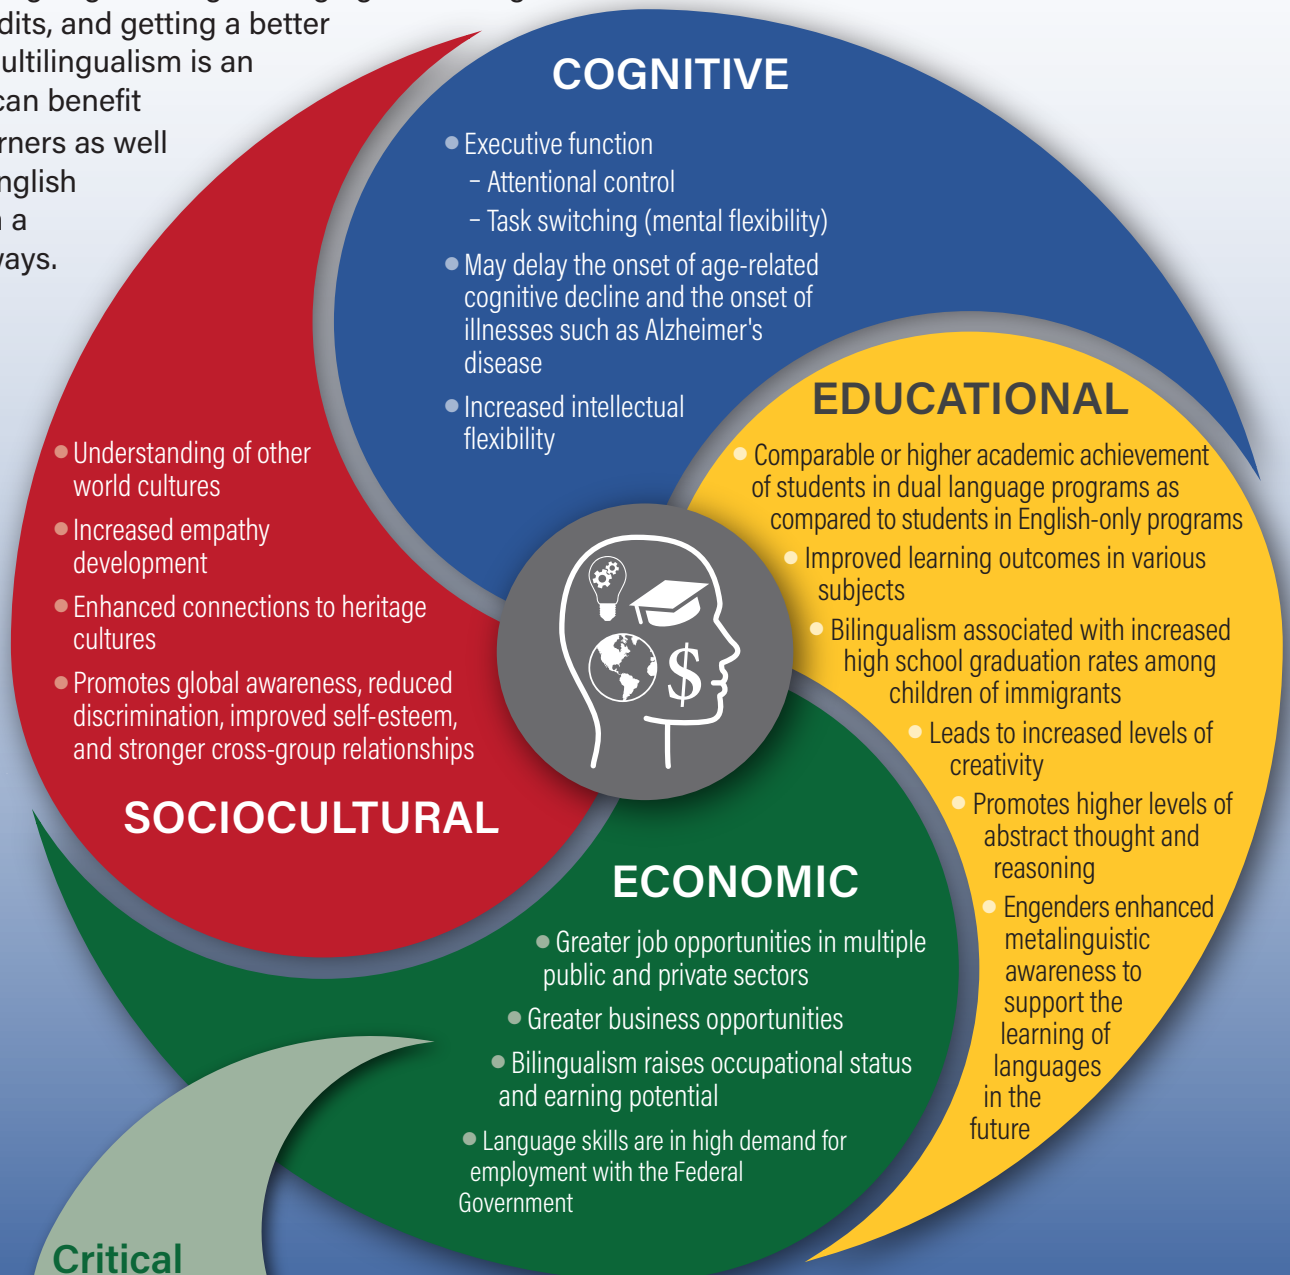 dits, and getting a better
ultilingualism is an
can benefit
rners as well
nglish
a
ways.
COGNITIVE
• Executive function
– Attentional control
– Task switching (mental flexibility)
• May delay the onset of age-related
cognitive decline and the onset of
illnesses such as Alzheimer's
disease
• Increased intellectual
flexibility
EDUCATIONAL
• Comparable or higher academic achievement
of students in dual language programs as
compared to students in English-only programs
• Improved learning outcomes in various
subjects
• Bilingualism associated with increased
high school graduation rates among
children of immigrants
• Leads to increased levels of
creativity
• Promotes higher levels of
abstract thought and
reasoning
• Engenders enhanced
metalinguistic
awareness to
support the
learning of
languages
in the
future
• Understanding of other
world cultures
• Increased empathy
development
• Enhanced connections to heritage
cultures
• Promotes global awareness, reduced
discrimination, improved self-esteem,
and stronger cross-group relationships
SOCIOCULTURAL
$
ECONOMIC
• Greater job opportunities in multiple
public and private sectors
• Greater business opportunities
• Bilingualism raises occupational status
and earning potential
• Language skills are in high demand for
employment with the Federal
Government
Critical